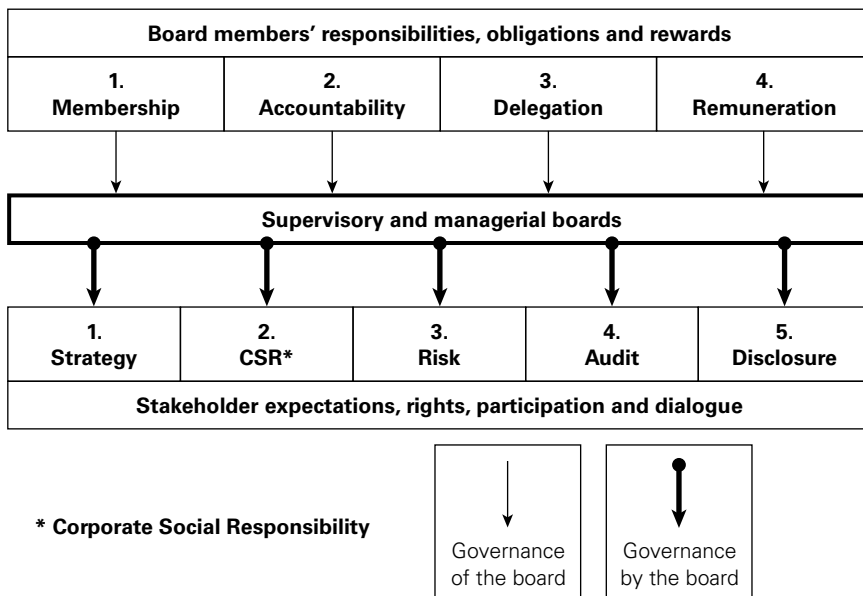 Board members’ responsibilities, obligations and rewards
1.
Membership
2.
Accountability
3.
Delegation
4.
Remuneration
Supervisory and managerial boards
1.
Strategy
2.
CSR*
3.
Risk
4.
Audit
5.
Disclosure
Stakeholder expectations, rights, participation and dialogue
* Corporate Social Responsibility
Governance
of the board
Governance
by the board